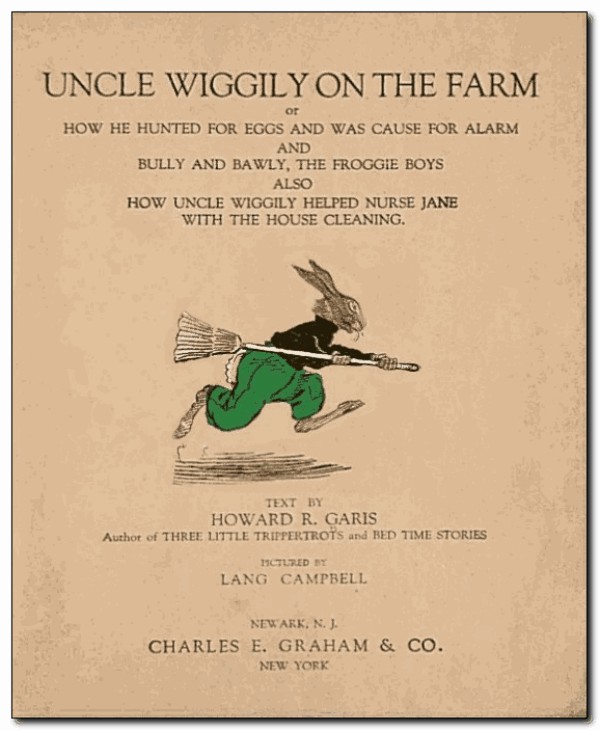 UNCLE WIGGILY ON THE FARM
or
HOW HE HUNTED FOR EGGS AND WAS CAUSE FOR ALARM
AND
BULLY AND BAWLY, THE FROGGIE BOYS
ALSO
HOW UNCLE WIGGILY HELPED NURSE JANE
WITH THE HOUSE CLEANING.
TEXT BY
HOWARD R. GARIS
Author of THREE LITTLE TRIPPERTROTS and BED TIME STORIES
PICTURED BY
LANG CAMPBELL
NEWARK, N. J.
CHARLES E. GRAHAM & CO.
NEW YORK